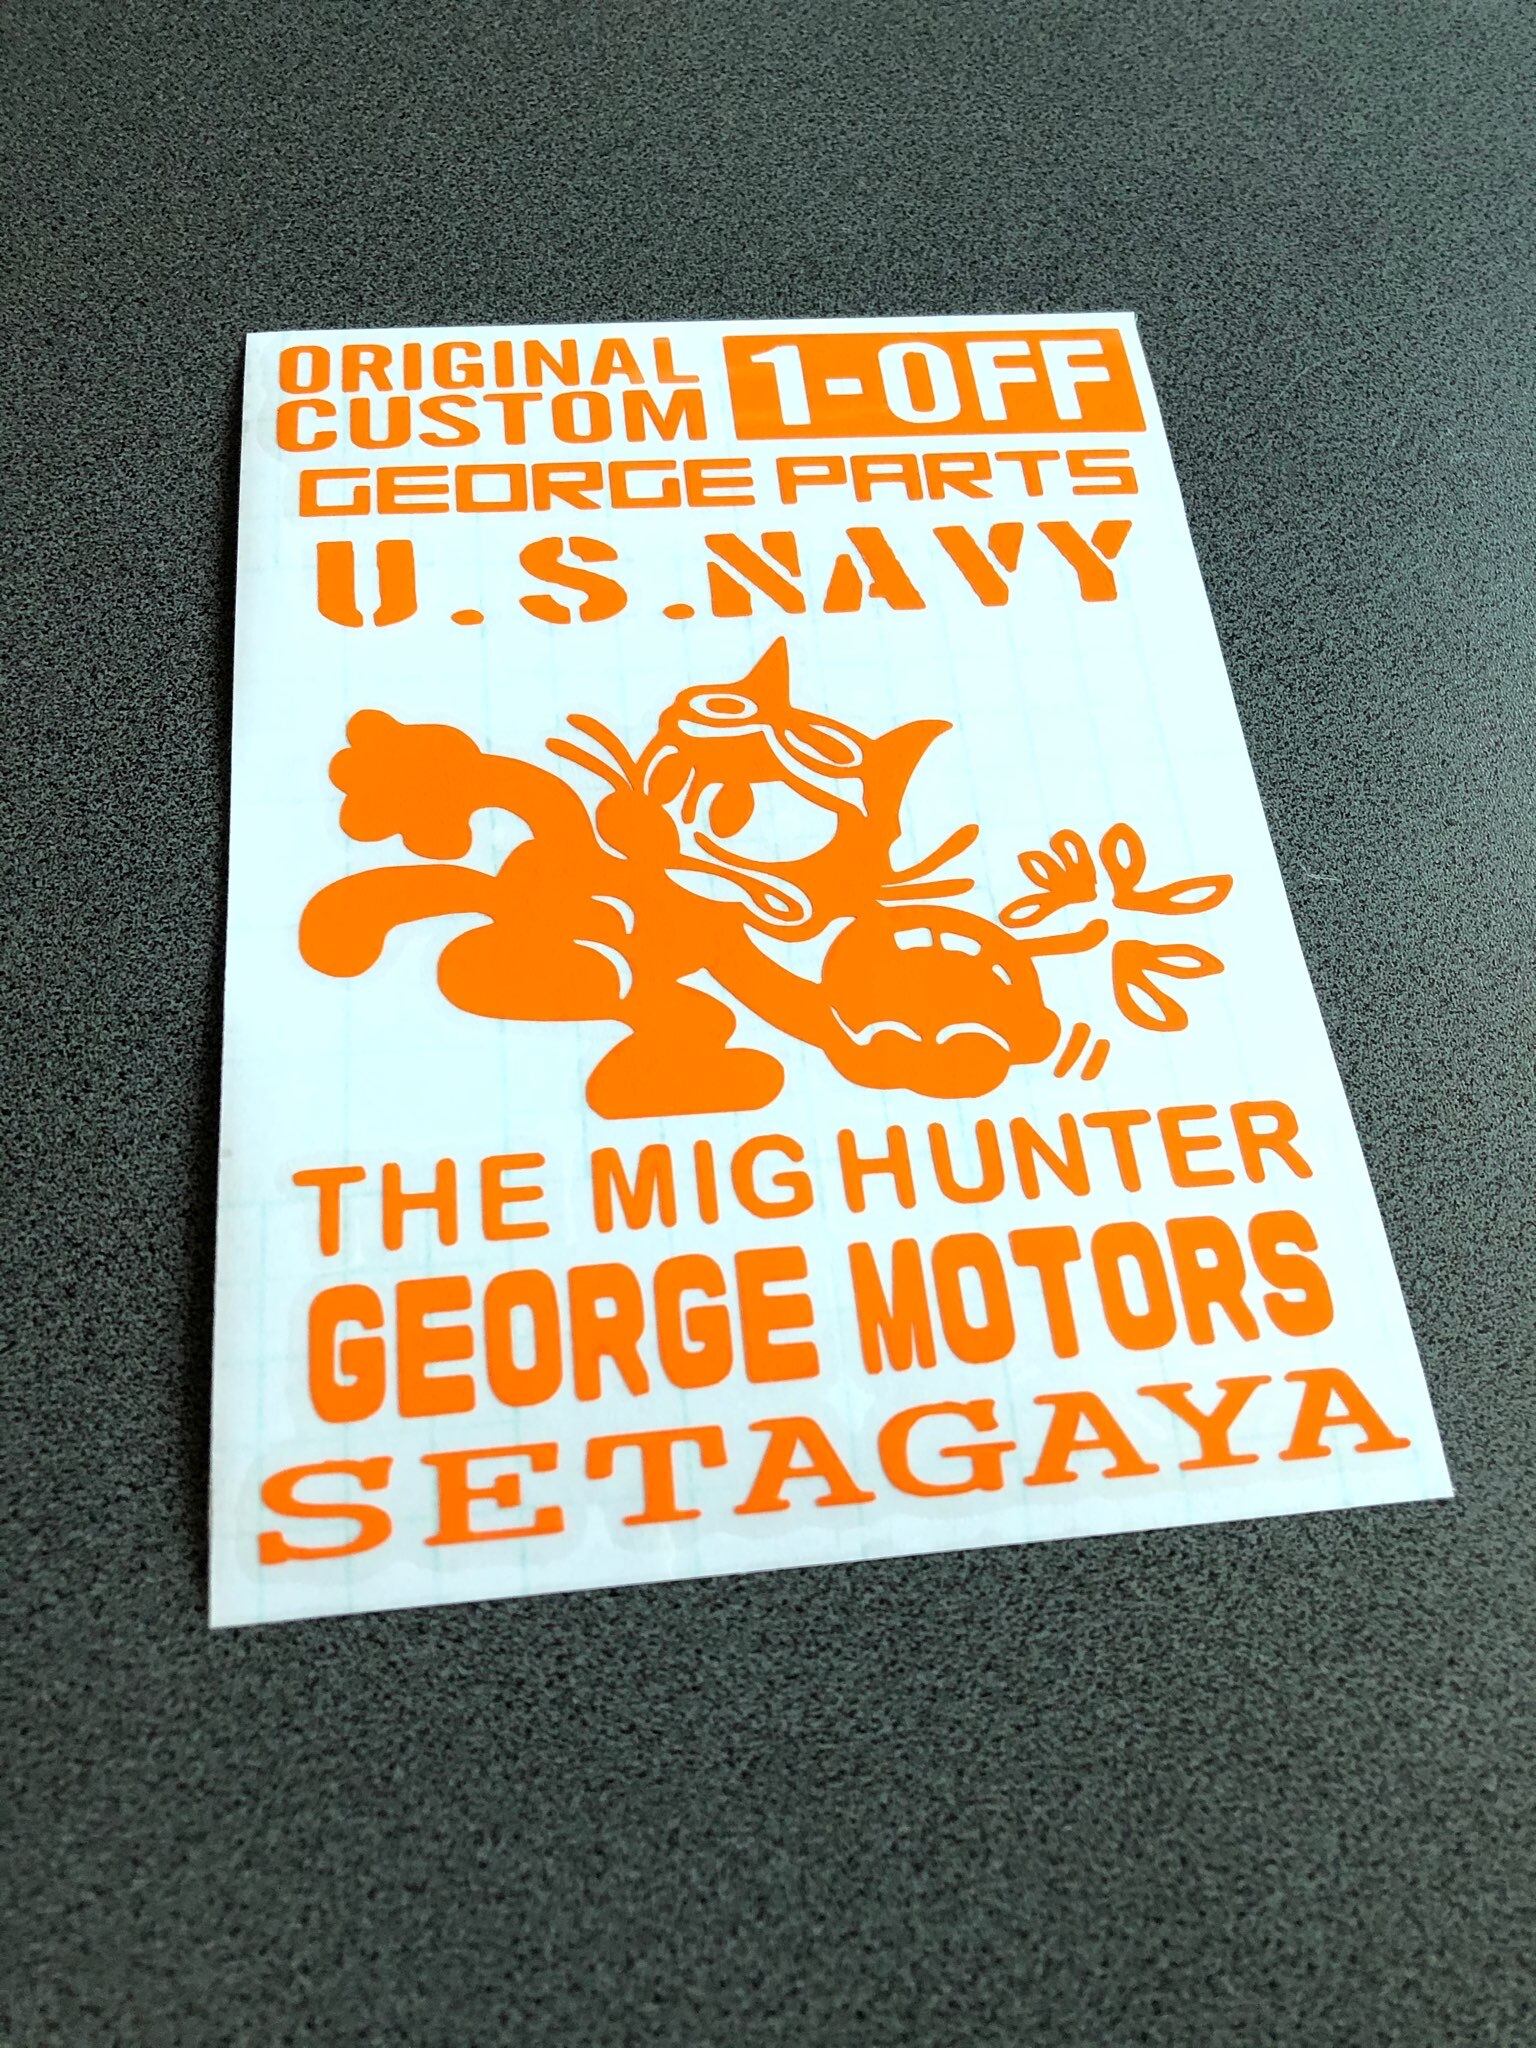 ORIGINAL
CUSTOM
1-OFF
GEORGE PARTS
U.S.NAVY
THE MIG HUNTER
GEORGE MOTORS
SETAGAYA